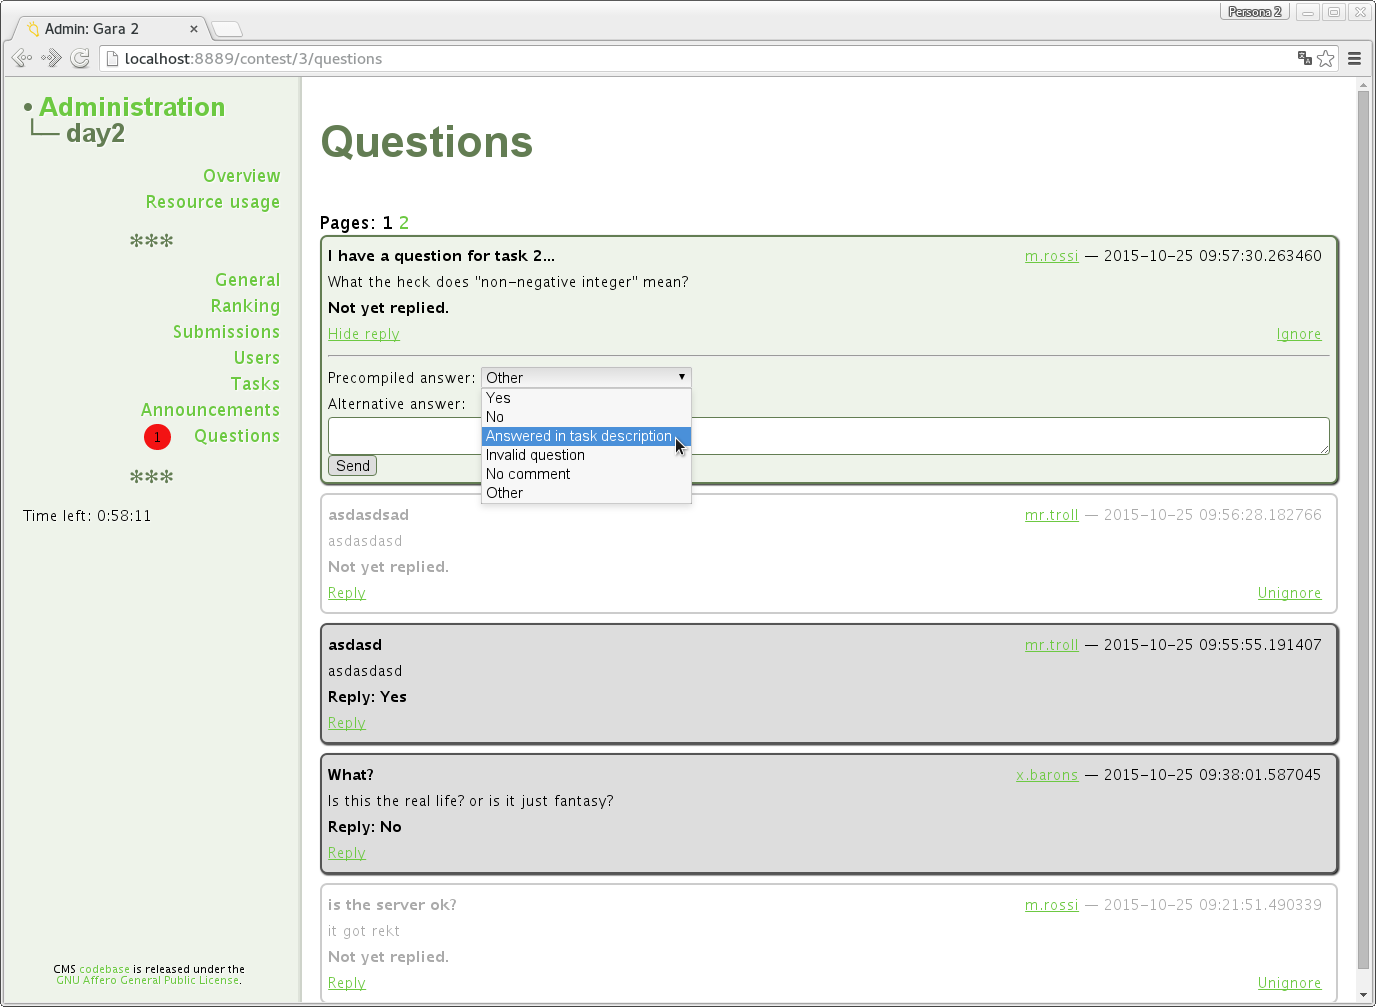 Persona 2
Admin: Gara 2
localhost:8889/contest/3/questions
• Administration
day2
Overview
Resource usage
***
General
Ranking
Submissions
Users
Tasks
Announcements
1 Questions
***
Time left: 0:58:11
CMS codebase is released under the
GNU Affero General Public License.
Questions
Pages: 1 2
I have a question for task 2... m.rossi — 2015-10-25 09:57:30.263460
What the heck does "non-negative integer" mean?
Not yet replied.
Hide reply Ignore
Precompiled answer: Other
Yes
Alternative answer:
No
Answered in task description
Invalid question
Send
No comment
Other
asdasdsad mr.troll — 2015-10-25 09:56:28.182766
asdasdasd
Not yet replied.
Reply Unignore
asdasd mr.troll — 2015-10-25 09:55:55.191407
asdasdasd
Reply: Yes
Reply
What? x.barons — 2015-10-25 09:38:01.587045
Is this the real life? or is it just fantasy?
Reply: No
Reply
is the server ok? m.rossi — 2015-10-25 09:21:51.490339
it got rekt
Not yet replied.
Reply Unignore